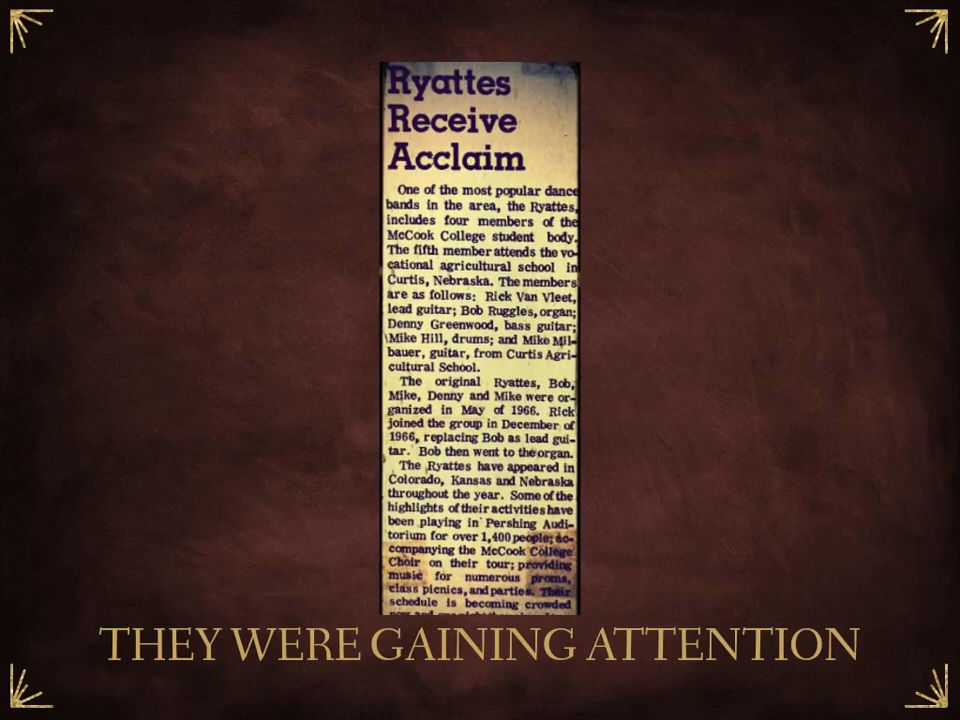 Ryattes
Receive
Acclaim
One of the most popular dance
bands in the area, the Ryattes,
includes four members of the
McCook College student body.
The fifth member attends the vo-
cational agricultural school in
Curtis, Nebraska. The members
are as follows: Rick Van Vleet,
lead guitar; Bob Ruggles, organ;
Denny Greenwood, bass guitar;
Mike Hill, drums; and Mike Mil-
bauer, guitar, from Curtis Agri-
cultural School.
The original Ryattes, Bob,
Mike, Denny and Mike were or-
ganized in May of 1966. Rick
joined the group in December of
1966, replacing Bob as lead gui-
tar. Bob then went to the organ.
The Ryattes have appeared in
Colorado, Kansas and Nebraska
throughout the year. Some of the
highlights of their activities have
been playing in Pershing Audi-
torium for over 1,400 people; ac-
companying the McCook College
Choir on their tour; providing
music for numerous proms,
class picnics, and parties. Their
schedule is becoming crowded
now and
THEY WERE GAINING ATTENTION